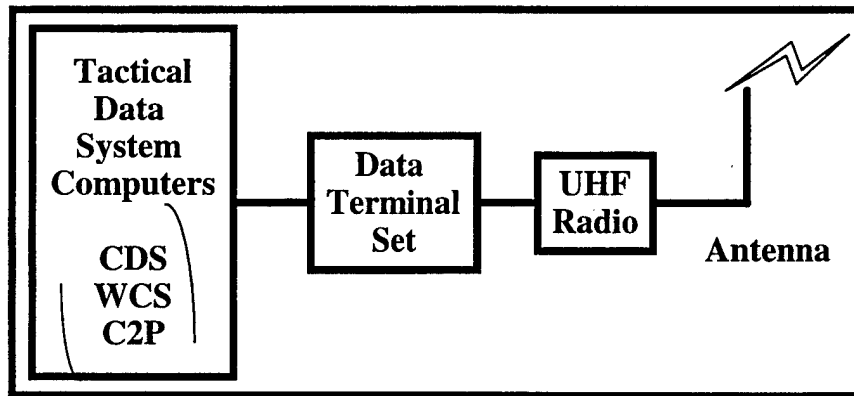 Tactical
Data
System
Computers
CDS
WCS
C2P
Data
Terminal
Set
UHF
Radio
Antenna